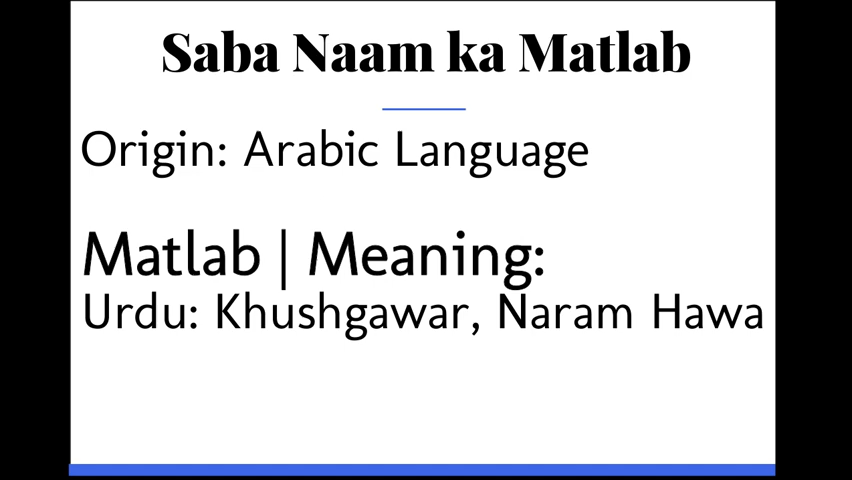 Saba Naam ka Matlab
Origin: Arabic Language
Matlab | Meaning:
Urdu: Khushgawar, Naram Hawa